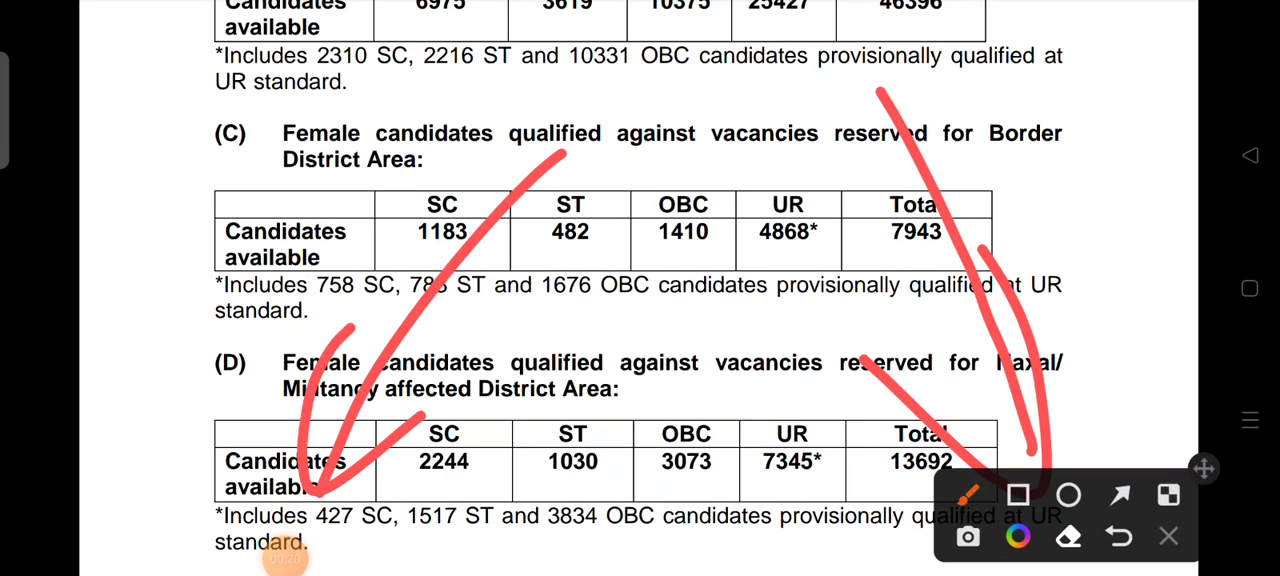 Candidates 6975 3619 10375 25427 46396
available
*Includes 2310 SC, 2216 ST and 10331 OBC candidates provisionally qualified at
UR standard.
(C) Female candidates qualified against vacancies reserved for Border
District Area:
SC ST OBC UR Total
Candidates 1183 482 1410 4868* 7943
available
*Includes 758 SC, ST and 1676 OBC candidates provisionally qualified at UR
standard.
(D) Female candidates qualified against vacancies reserved for Naxal/
Militancy affected District Area:
SC ST OBC UR Total
Candidates 2244 1030 3073 7345* 13692
available
*Includes 427 SC, 1517 ST and 3834 OBC candidates provisionally qualified at UR
standard.
00:20